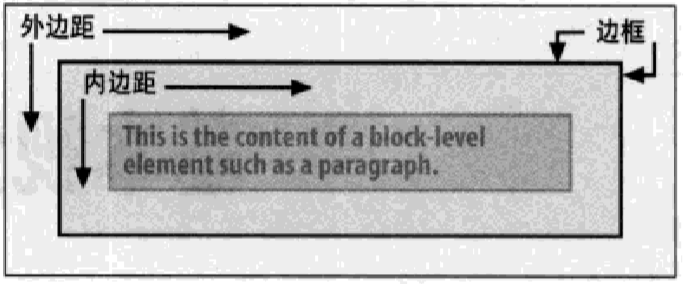 外边距
边框
内边距
This is the content of a block-level
element such as a paragraph.